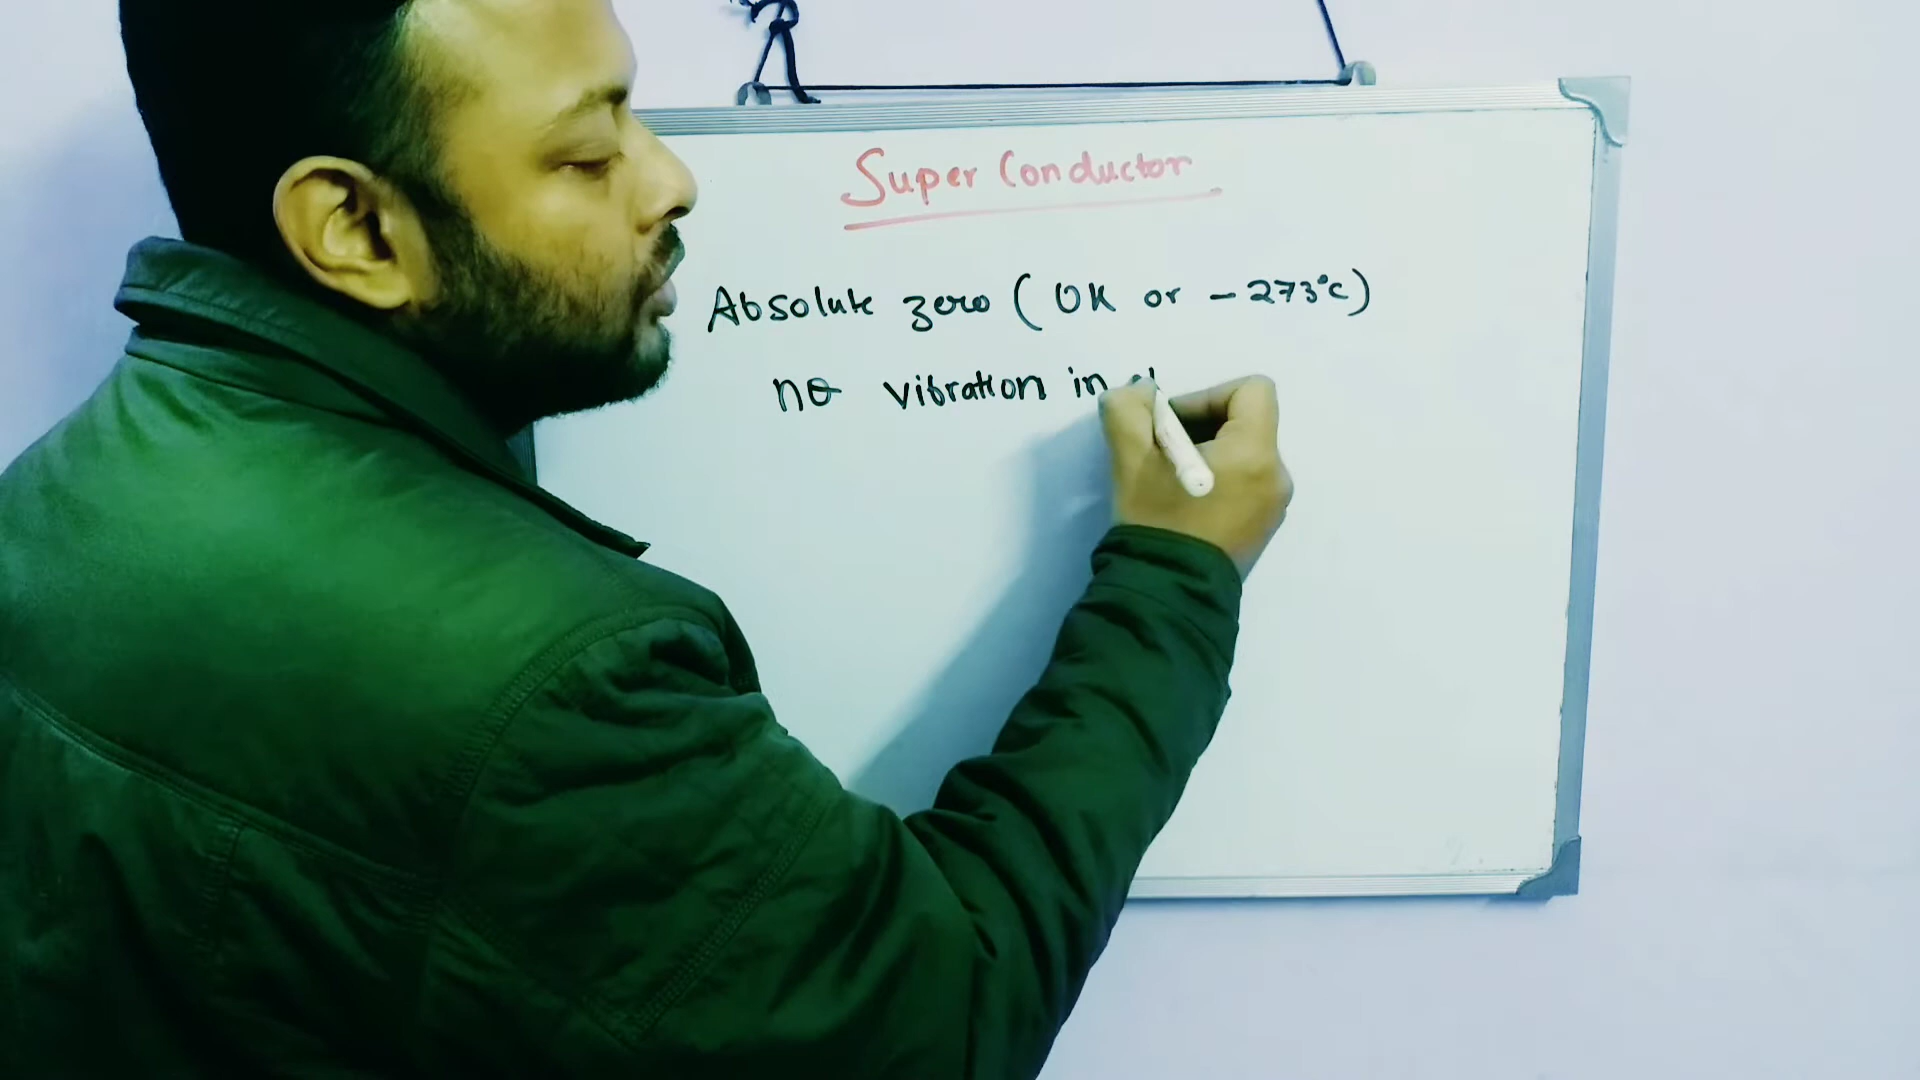 Super Conductor
Absolute zero ( 0K or - 273°C)
no vibration in